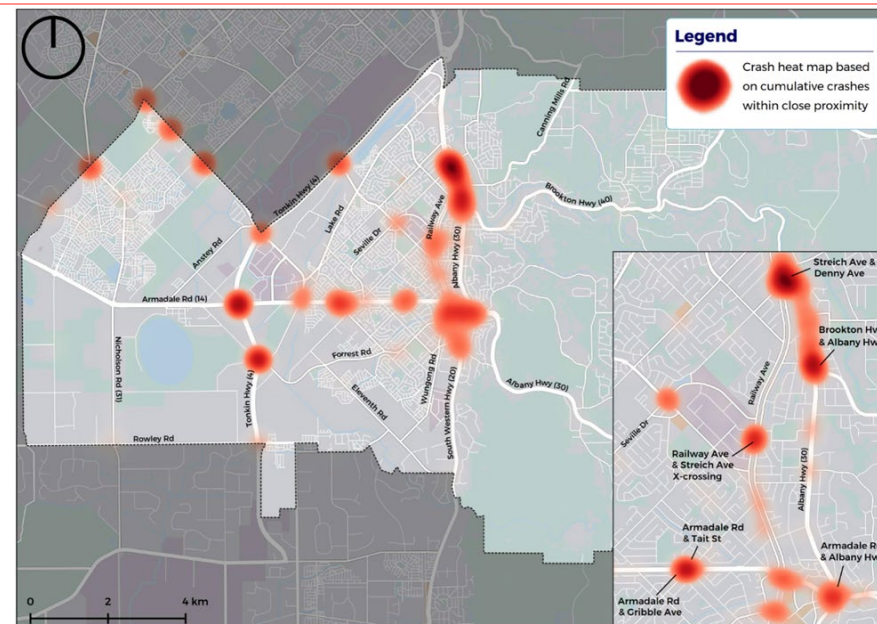 Legend
Crash heat map based
on cumulative crashes
within close proximity
Canning Mills Rd
Brookton Hwy (40)
Tonkin Hwy (4)
Lake Rd
Railway Ave
Seville Dr
Albany Hwy (30)
Anstey Rd
Armadale Rd (14)
Nicholson Rd (31)
Tonkin Hwy (4)
Forrest Rd
Eleventh Rd
Wungong Rd
South Western Hwy (20)
Albany Hwy (30)
Rowley Rd
0 2 4 km
Streich Ave &
Denny Ave
Brookton Hw
& Albany Hw
Railway Ave
Seville Dr
Railway Ave
& Streich Ave
X-crossing
Albany Hwy (30)
Armadale Rd
& Tait St
Armadale R
& Albany Hw
Armadale Rd
& Gribble Ave